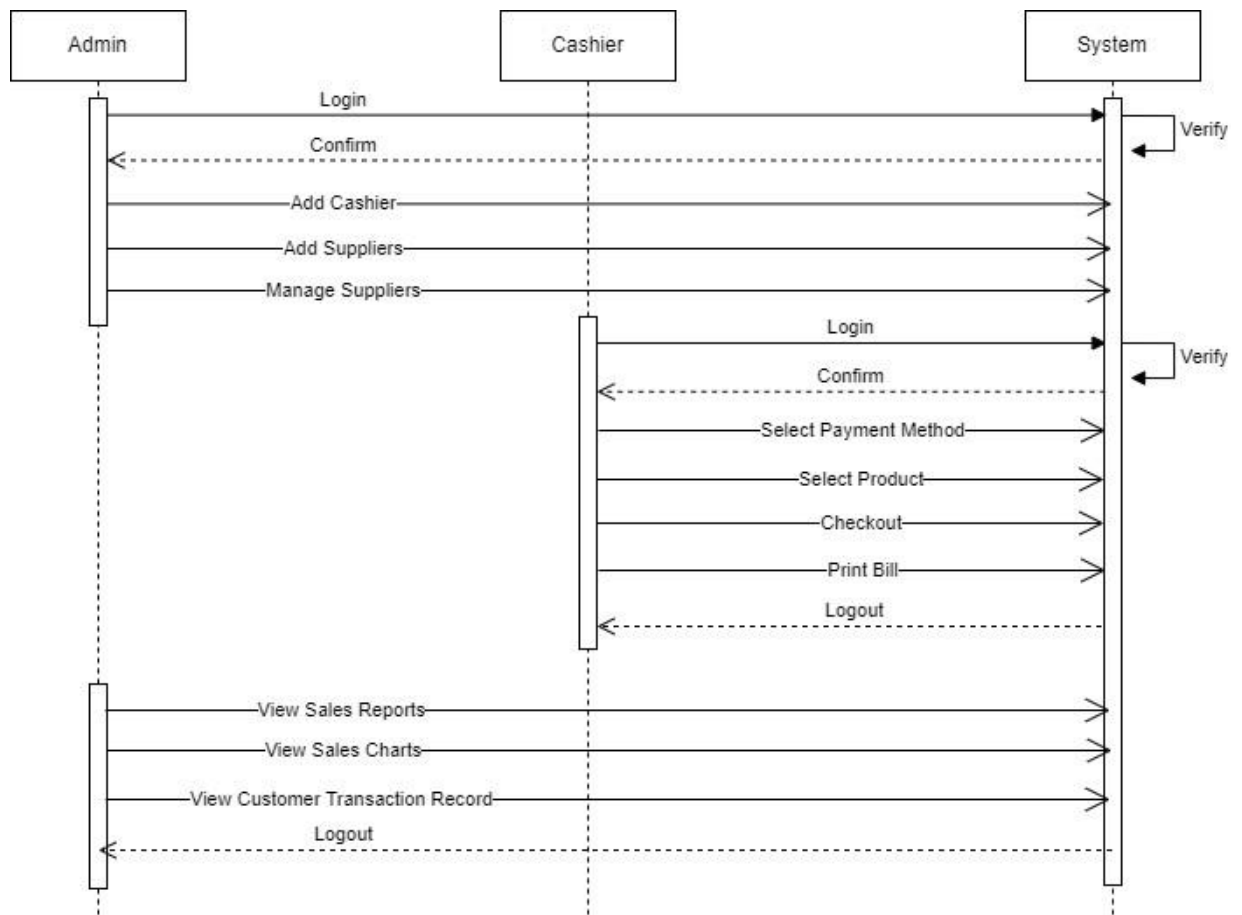 Admin
Cashier
System
Login
Verify
Confirm
Add Cashier
Add Suppliers
Manage Suppliers
Login
Verify
Confirm
Select Payment Method
Select Product
Checkout
Print Bill
Logout
View Sales Reports
View Sales Charts
View Customer Transaction Record
Logout